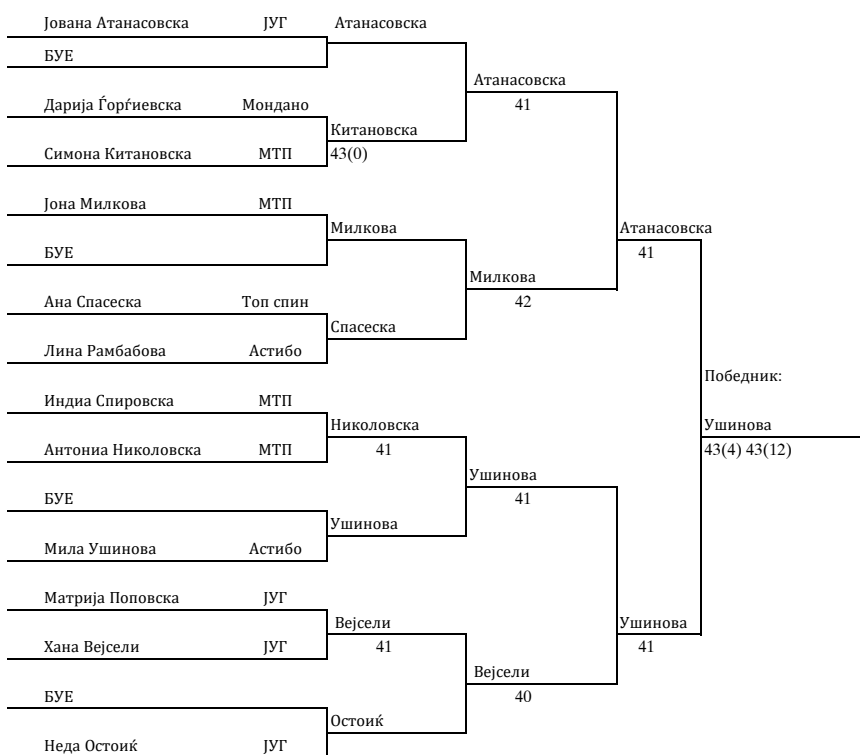 Јована Атанасовска ЈУГ Атанасовска
БУЕ
Атанасовска
Дарија Ѓорѓиевска Мондано 41
Китановска
Симона Китановска МТП 43(0)
Јона Милкова МТП
Милкова Атанасовска
БУЕ 41
Милкова
Ана Спасеска Топ спин 42
Спасеска
Лина Рамбабова Астибо
Победник:
Индиа Спировска МТП
Николовска Ушинова
Антониа Николовска МТП 41 43(4) 43(12)
Ушинова
БУЕ 41
Ушинова
Мила Ушинова Астибо
Матрија Поповска ЈУГ
Вејсели Ушинова
Хана Вејсели ЈУГ 41 41
Вејсели
БУЕ 40
Остоиќ
Неда Остоиќ ЈУГ